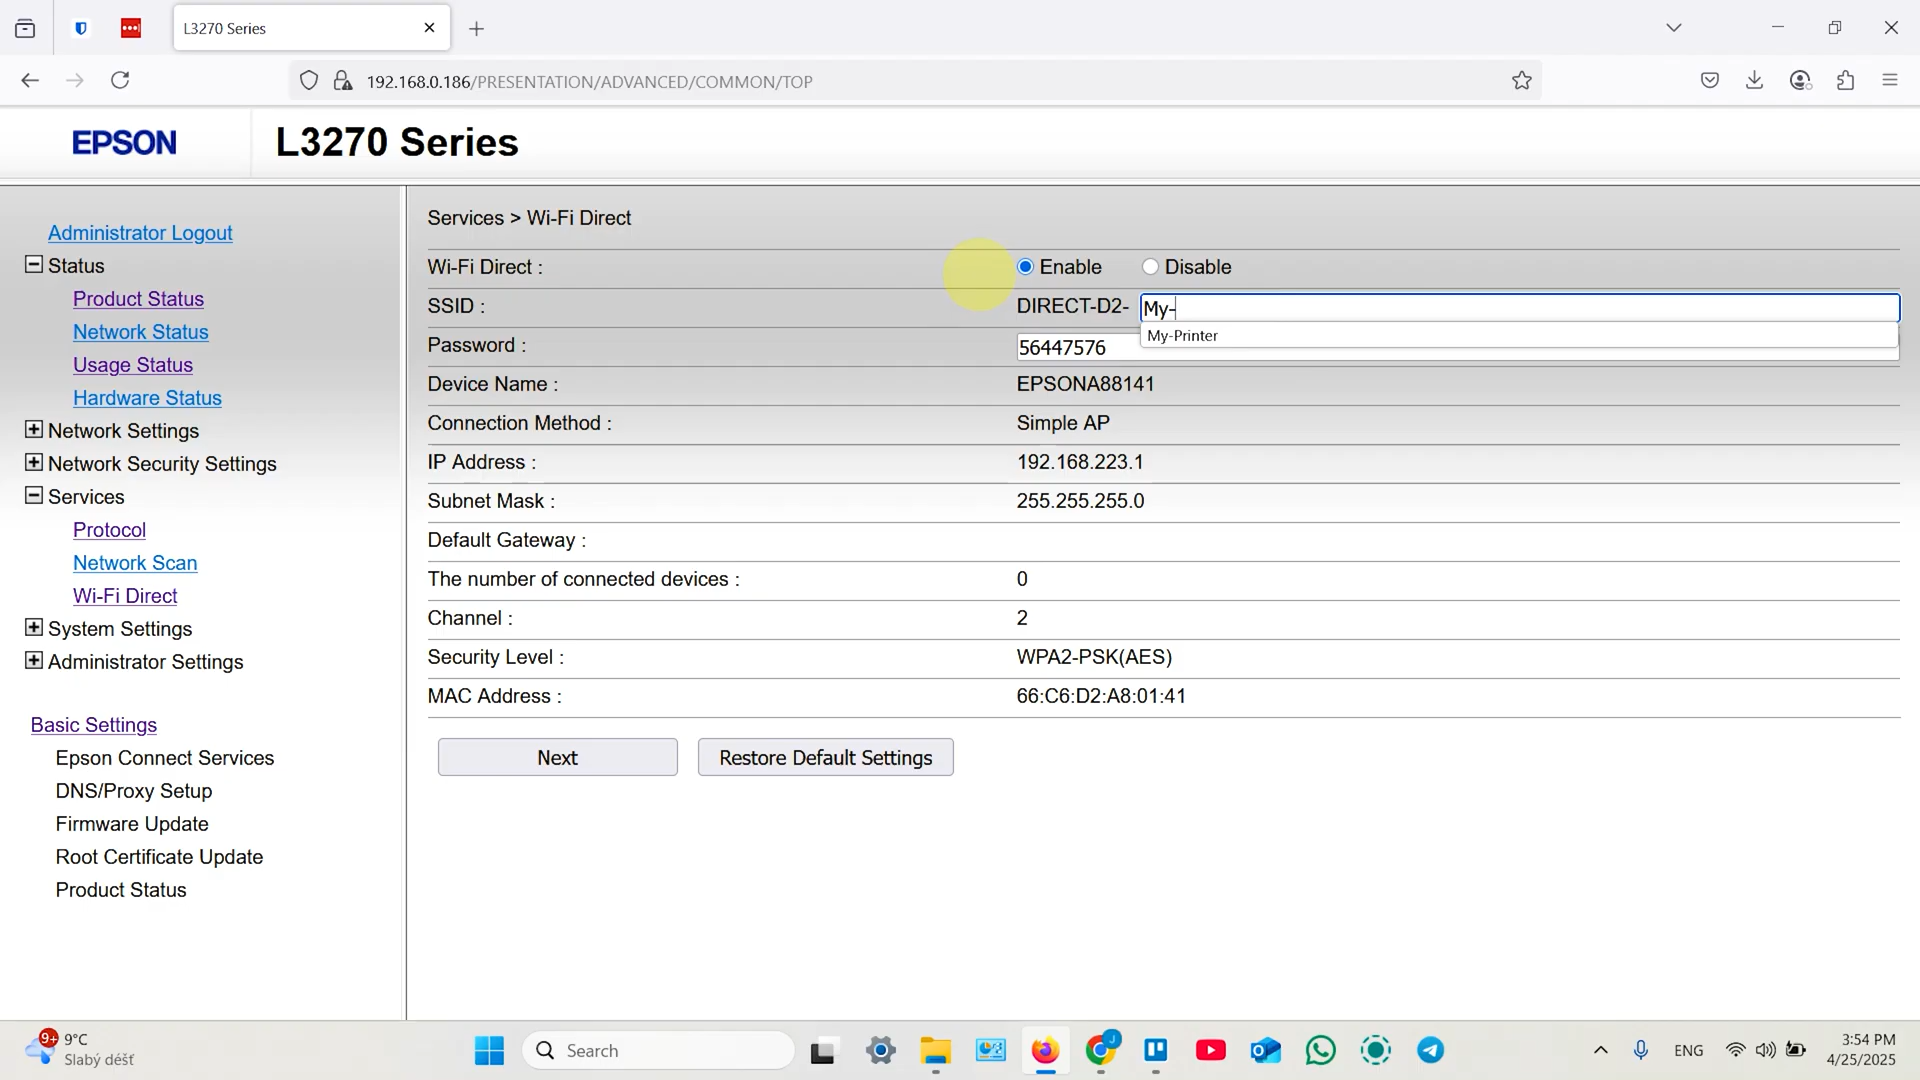 L3270 Series
192.168.0.186/PRESENTATION/ADVANCED/COMMON/TOP
EPSON
L3270 Series
Administrator Logout
Status
Product Status
Network Status
Usage Status
Hardware Status
Network Settings
Network Security Settings
Services
Protocol
Network Scan
Wi-Fi Direct
System Settings
Administrator Settings
Basic Settings
Epson Connect Services
DNS/Proxy Setup
Firmware Update
Root Certificate Update
Product Status
Services > Wi-Fi Direct
Wi-Fi Direct : Enable Disable
SSID : DIRECT-D2- My-
My-Printer
Password : 56447576
Device Name : EPSONA88141
Connection Method : Simple AP
IP Address : 192.168.223.1
Subnet Mask : 255.255.255.0
Default Gateway :
The number of connected devices : 0
Channel : 2
Security Level : WPA2-PSK(AES)
MAC Address : 66:C6:D2:A8:01:41
Next Restore Default Settings
9+
9°C
Slabý déšť
Search
J
ENG
3:54 PM
4/25/2025